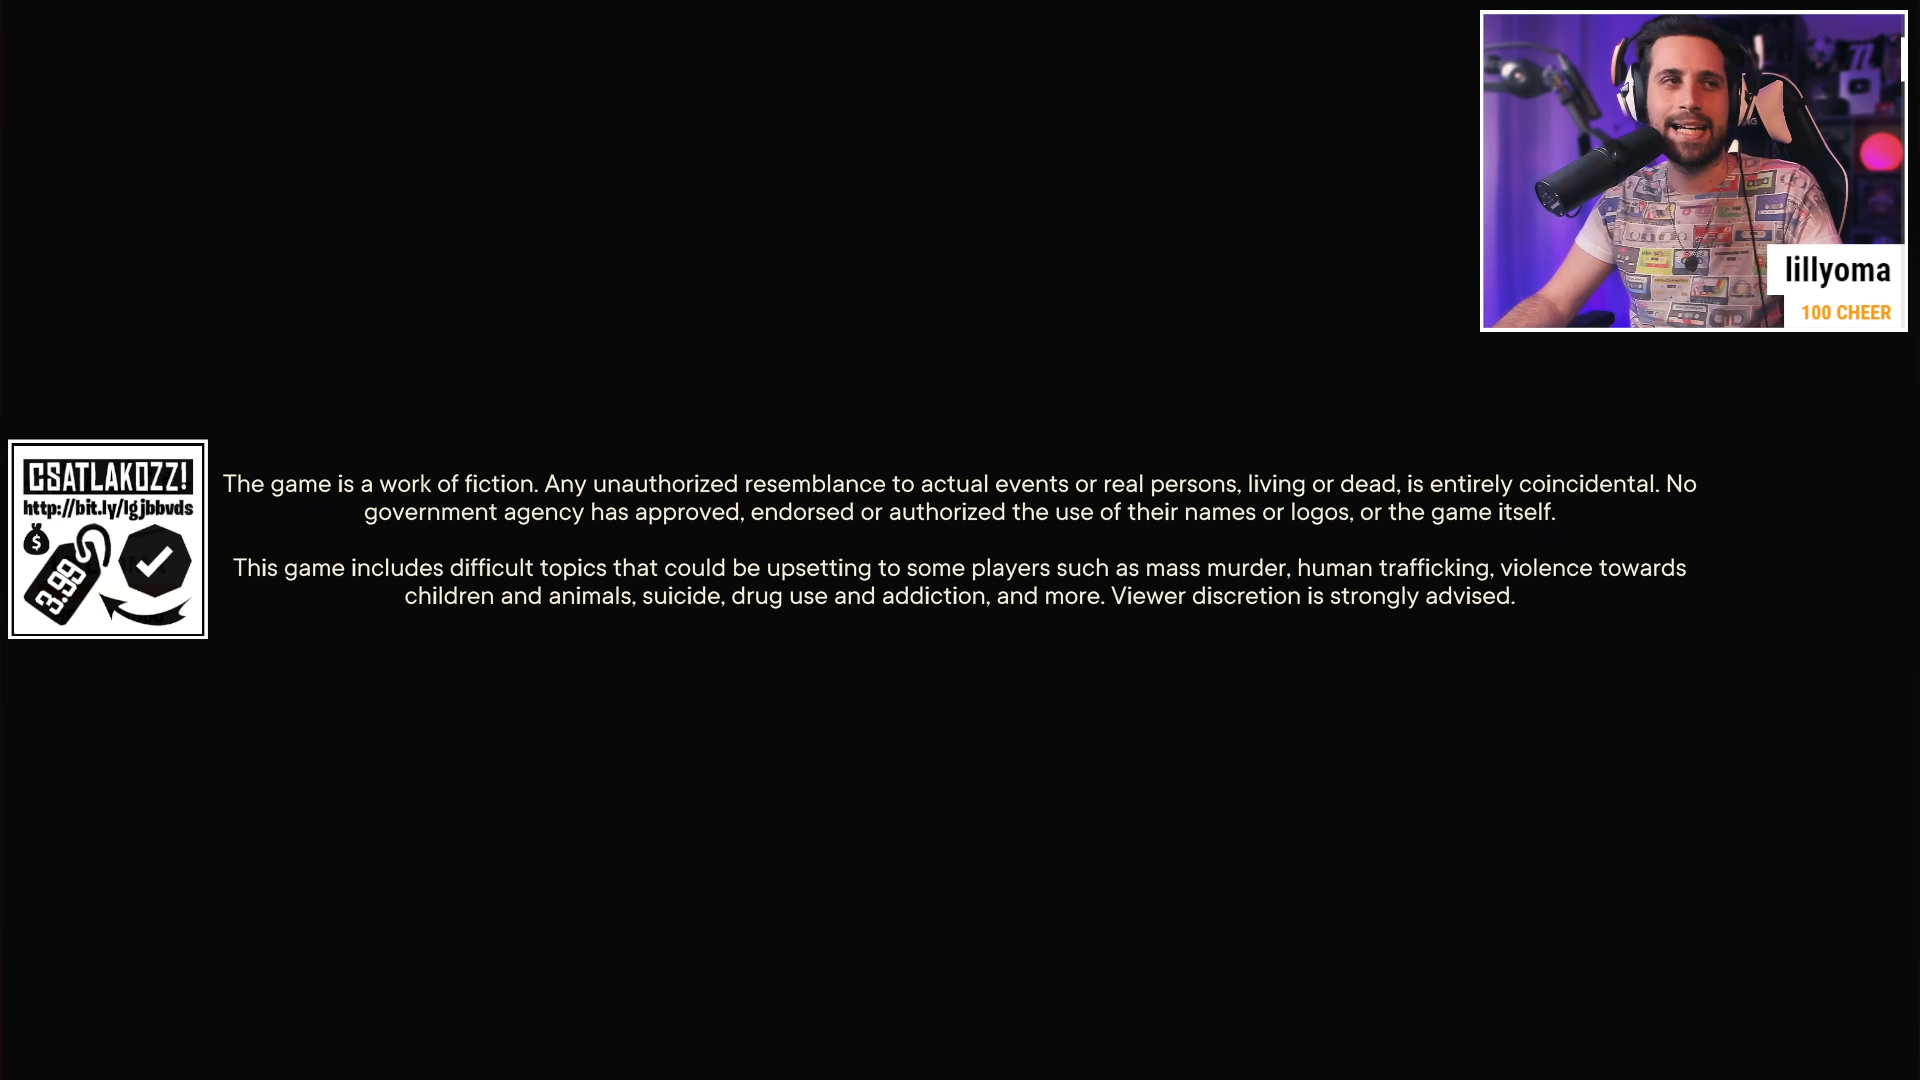 lillyoma
100 CHEER
CSATLAKOZZ!
http://bit.ly/lgjbbvds
$
3.99
The game is a work of fiction. Any unauthorized resemblance to actual events or real persons, living or dead, is entirely coincidental. No
government agency has approved, endorsed or authorized the use of their names or logos, or the game itself.
This game includes difficult topics that could be upsetting to some players such as mass murder, human trafficking, violence towards
children and animals, suicide, drug use and addiction, and more. Viewer discretion is strongly advised.